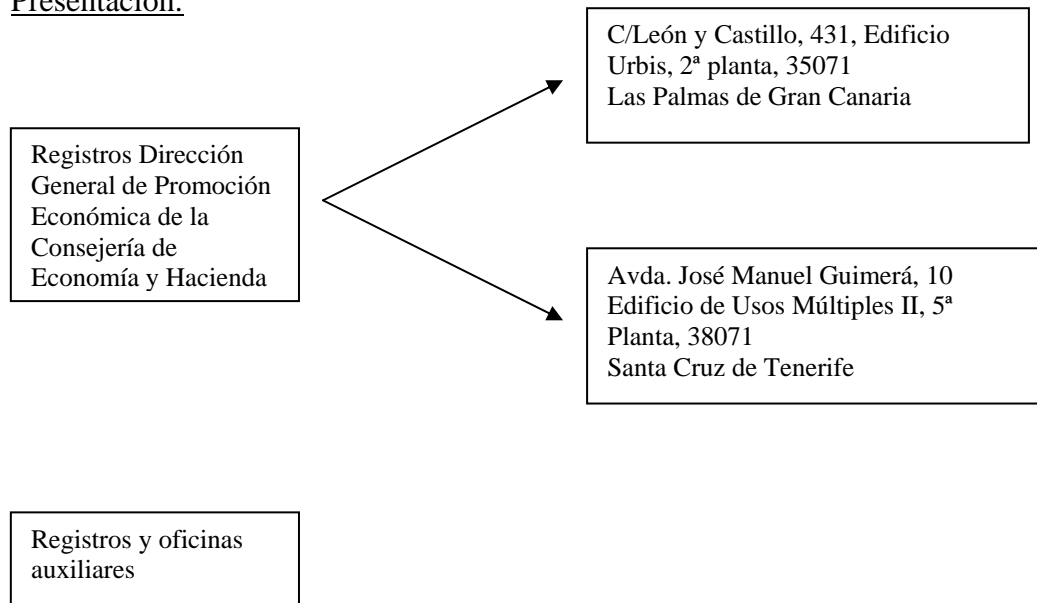 Presentación:
C/León y Castillo, 431, Edificio
Urbis, 2ª planta, 35071
Las Palmas de Gran Canaria
Registros Dirección
General de Promoción
Económica de la
Consejería de
Economía y Hacienda
Avda. José Manuel Guimerá, 10
Edificio de Usos Múltiples II, 5ª
Planta, 38071
Santa Cruz de Tenerife
Registros y oficinas
auxiliares